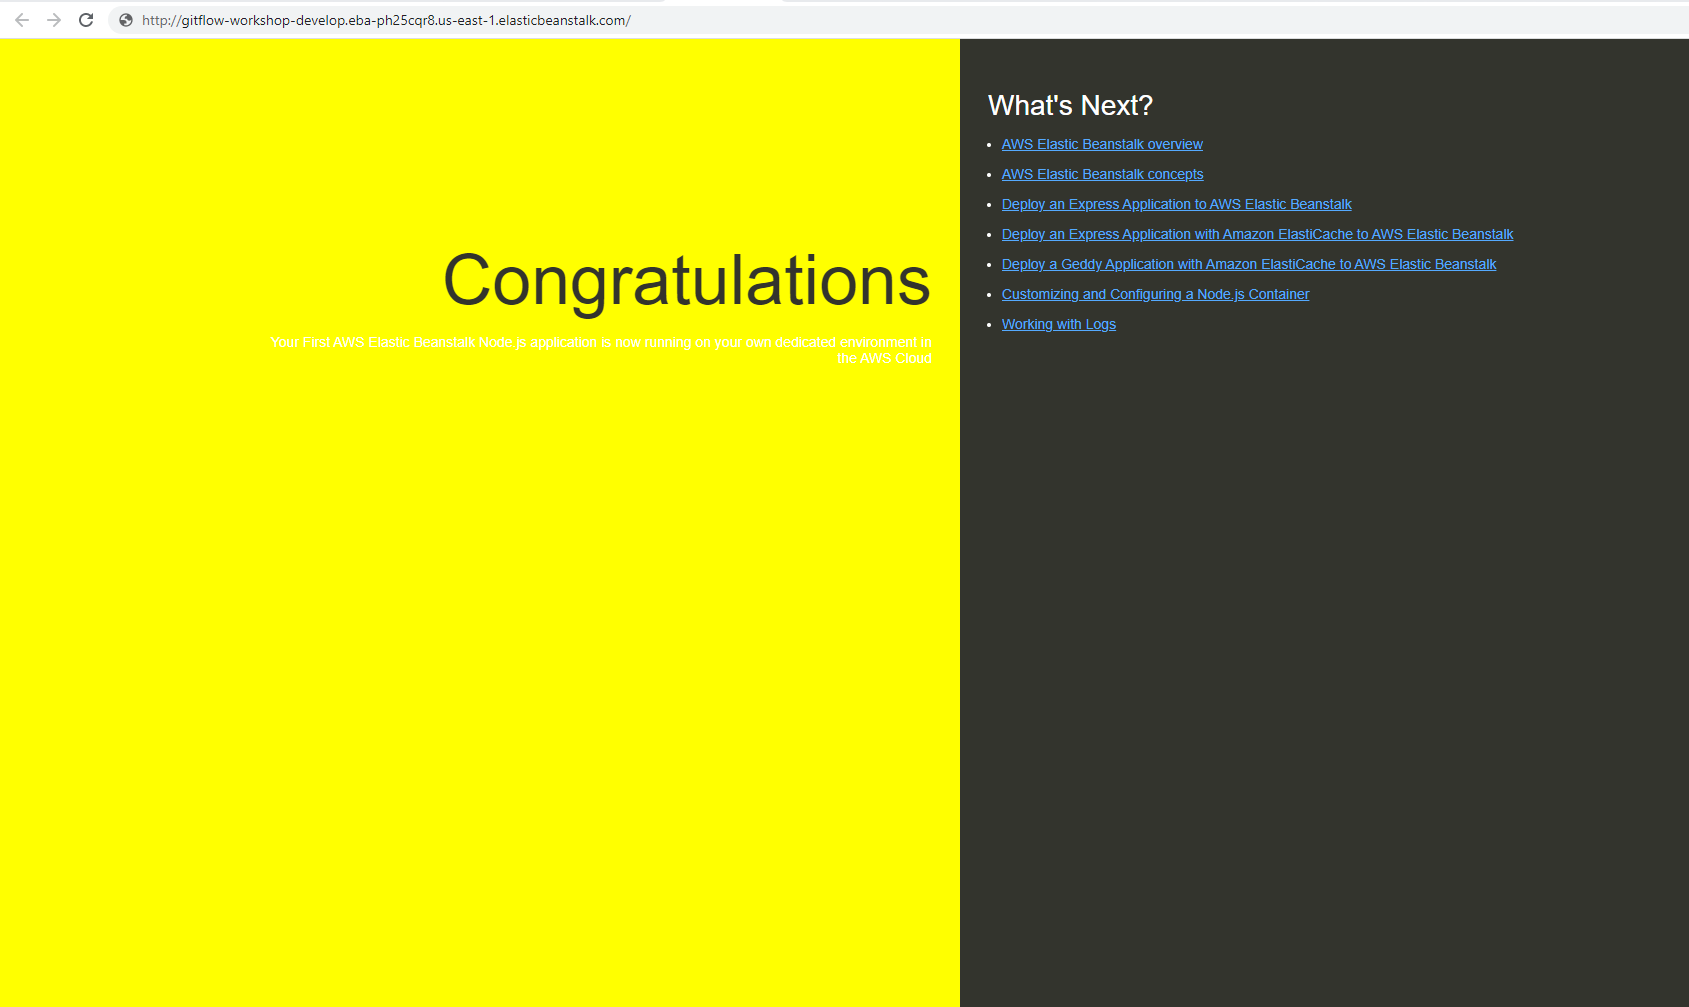 http://gitflow-workshop-develop.eba-ph25cqr8.us-east-1.elasticbeanstalk.com/
Congratulations
Your First AWS Elastic Beanstalk Node.js application is now running on your own dedicated environment in
the AWS Cloud
What's Next?
AWS Elastic Beanstalk overview
AWS Elastic Beanstalk concepts
Deploy an Express Application to AWS Elastic Beanstalk
Deploy an Express Application with Amazon ElastiCache to AWS Elastic Beanstalk
Deploy a Geddy Application with Amazon ElastiCache to AWS Elastic Beanstalk
Customizing and Configuring a Node.js Container
Working with Logs